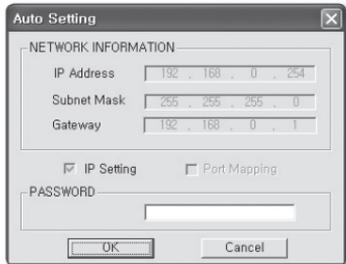 Auto Setting
NETWORK INFORMATION
IP Address 192 . 168 . 0 . 254
Subnet Mask 255 . 255 . 255 . 0
Gateway 192 . 168 . 0 . 1
IP Setting Port Mapping
PASSWORD
OK Cancel